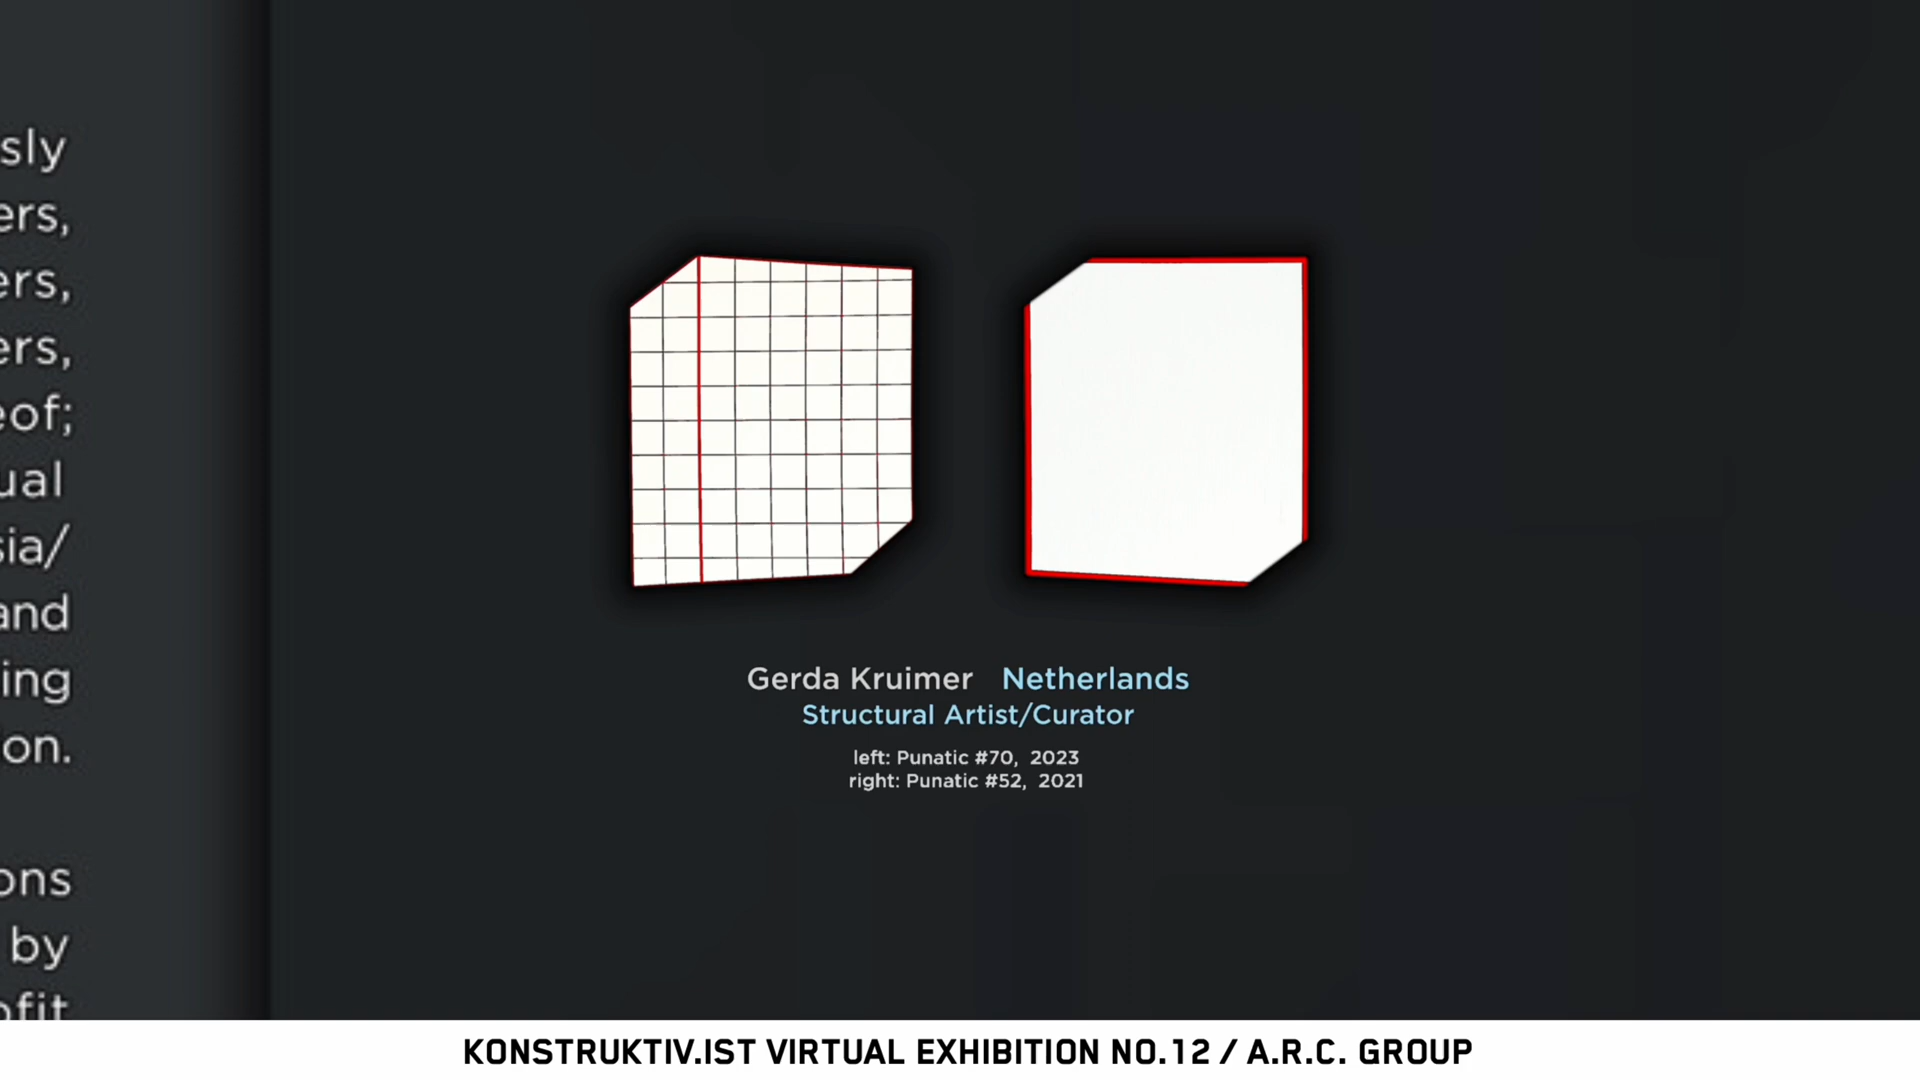 sly
ers,
ers,
ers,
eof;
ual
sia/
and
ing
on.
ons
by
ofit
Gerda Kruimer Netherlands
Structural Artist/Curator
left: Punatic #70, 2023
right: Punatic #52, 2021
KONSTRUKTIV.IST VIRTUAL EXHIBITION NO.12 / A.R.C. GROUP